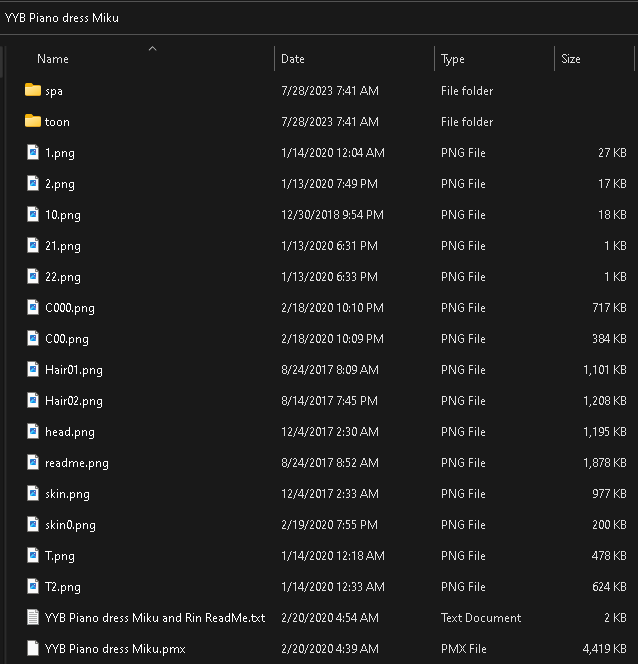 YYB Piano dress Miku
Name Date Type Size
spa 7/28/2023 7:41 AM File folder
toon 7/28/2023 7:41 AM File folder
1.png 1/14/2020 12:04 AM PNG File 27 KB
2.png 1/13/2020 7:49 PM PNG File 17 KB
10.png 12/30/2018 9:54 PM PNG File 18 KB
21.png 1/13/2020 6:31 PM PNG File 1 KB
22.png 1/13/2020 6:33 PM PNG File 1 KB
C000.png 2/18/2020 10:10 PM PNG File 717 KB
C00.png 2/18/2020 10:09 PM PNG File 384 KB
Hair01.png 8/24/2017 8:09 AM PNG File 1,101 KB
Hair02.png 8/14/2017 7:45 PM PNG File 1,208 KB
head.png 12/4/2017 2:30 AM PNG File 1,195 KB
readme.png 8/24/2017 8:52 AM PNG File 1,878 KB
skin.png 12/4/2017 2:33 AM PNG File 977 KB
skin0.png 2/19/2020 7:55 PM PNG File 200 KB
T.png 1/14/2020 12:18 AM PNG File 478 KB
T2.png 1/14/2020 12:33 AM PNG File 624 KB
YYB Piano dress Miku and Rin ReadMe.txt 2/20/2020 4:54 AM Text Document 2 KB
YYB Piano dress Miku.pmx 2/20/2020 4:39 AM PMX File 4,419 KB